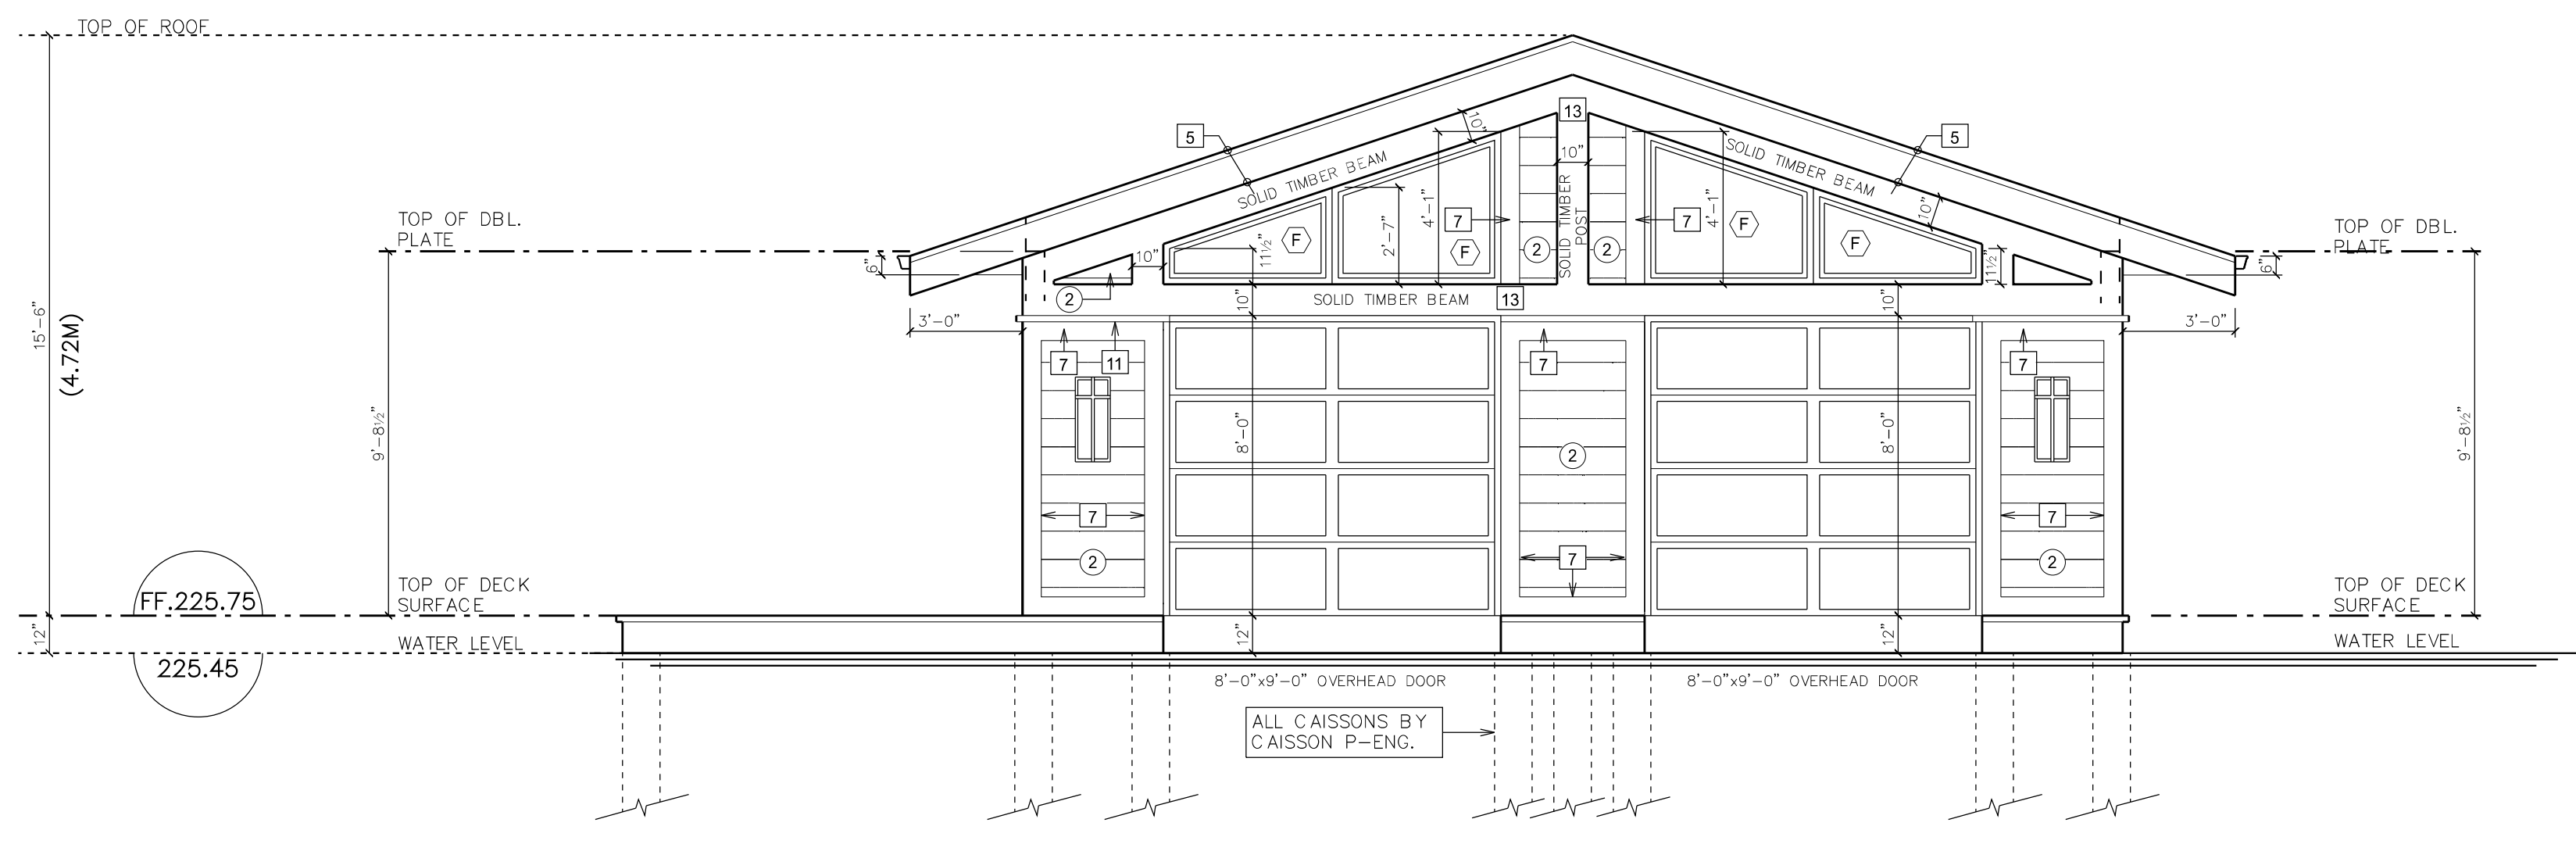 TOP OF ROOF
13
5
5
10"
SOLID TIMBER BEAM
SOLID TIMBER BEAM
10"
10"
4'-1"
4'-1"
SOLID TIMBER
POST
7
7
F
F
F
F
2
2
2'-7"
11½"
11½"
TOP OF DBL.
PLATE
TOP OF DBL.
PLATE
6"
6"
10"
2
10"
10"
SOLID TIMBER BEAM
13
3'-0"
3'-0"
15'-6"
(4.72M)
7
11
7
7
9'-8½"
9'-8½"
8'-0"
8'-0"
2
7
7
7
2
2
TOP OF DECK
SURFACE
TOP OF DECK
SURFACE
FF.225.75
12"
12"
12"
WATER LEVEL
WATER LEVEL
225.45
8'-0"x9'-0" OVERHEAD DOOR
8'-0"x9'-0" OVERHEAD DOOR
ALL CAISSONS BY
CAISSON P-ENG.